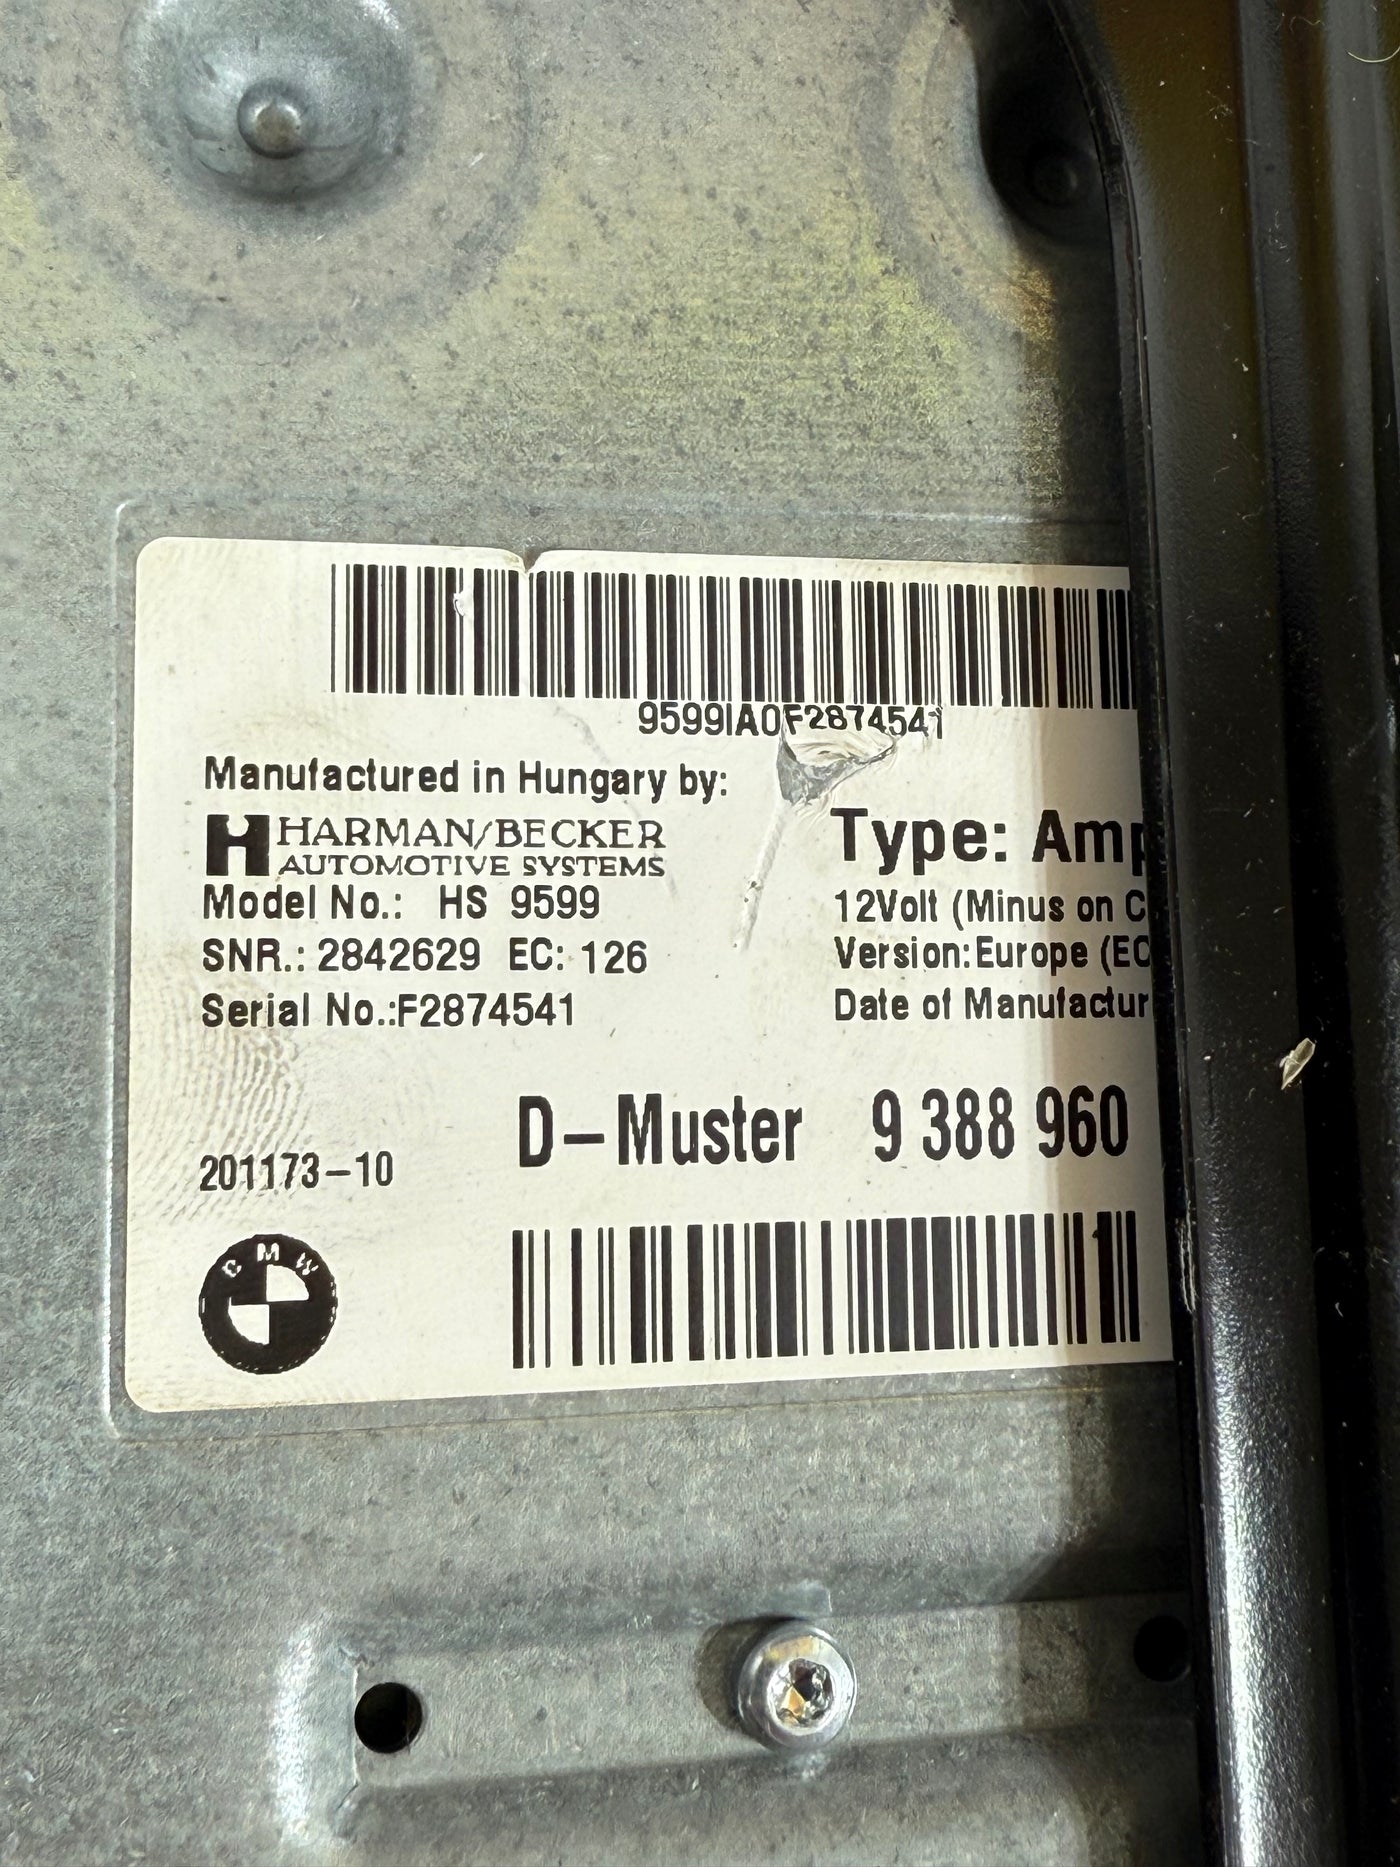 9599IA0F2874541
Manufactured in Hungary by:
HARMAN/BECKER
AUTOMOTIVE SYSTEMS
Model No.: HS 9599
SNR.: 2842629 EC: 126
Serial No.:F2874541
Type: Amp
12Volt (Minus on C
Version:Europe (EC
Date of Manufactur
D-Muster 9 388 960
201173-10
BMW